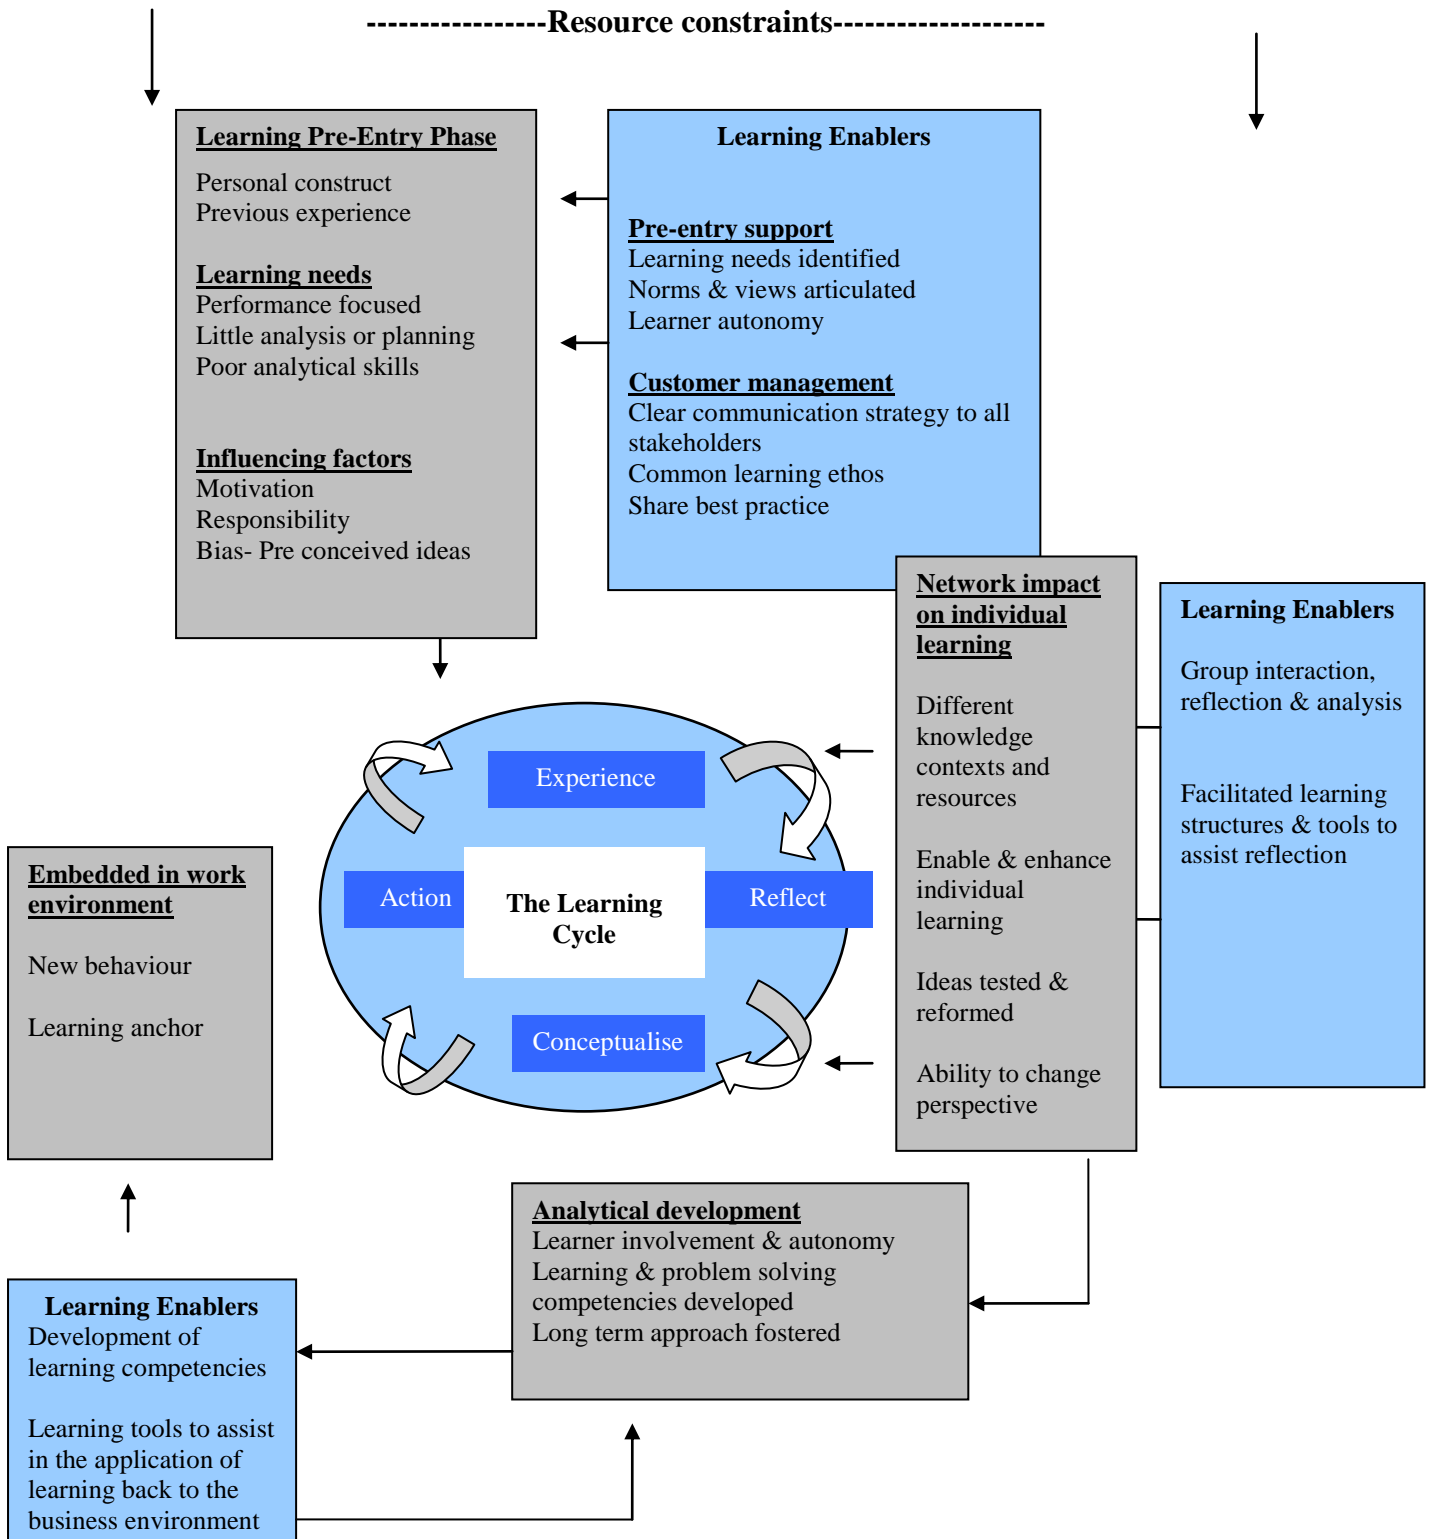 ------------------Resource constraints---------------------
Learning Pre-Entry Phase
Personal construct
Previous experience
Learning needs
Performance focused
Little analysis or planning
Poor analytical skills
Influencing factors
Motivation
Responsibility
Bias- Pre conceived ideas
Learning Enablers
Pre-entry support
Learning needs identified
Norms & views articulated
Learner autonomy
Customer management
Clear communication strategy to all
stakeholders
Common learning ethos
Share best practice
Network impact
on individual
learning
Different
knowledge
contexts and
resources
Enable & enhance
individual
learning
Ideas tested &
reformed
Ability to change
perspective
Learning Enablers
Group interaction,
reflection & analysis
Facilitated learning
structures & tools to
assist reflection
Experience
Action
The Learning
Cycle
Reflect
Conceptualise
Embedded in work
environment
New behaviour
Learning anchor
Analytical development
Learner involvement & autonomy
Learning & problem solving
competencies developed
Long term approach fostered
Learning Enablers
Development of
learning competencies
Learning tools to assist
in the application of
learning back to the
business environment